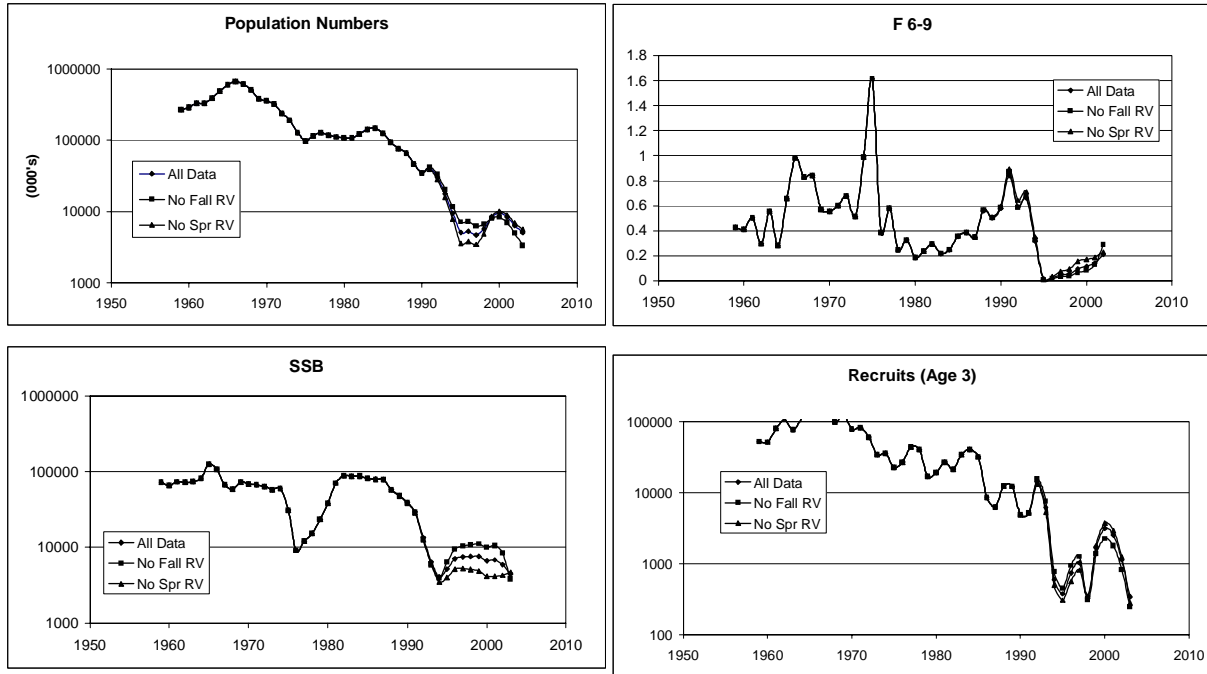 Population Numbers
(000's)
1000000
100000
10000
1000
1950 1960 1970 1980 1990 2000 2010
All Data
No Fall RV
No Spr RV
F 6-9
1.8
1.6
1.4
1.2
1
0.8
0.6
0.4
0.2
0
1950 1960 1970 1980 1990 2000 2010
All Data
No Fall RV
No Spr RV
SSB
1000000
100000
10000
1000
1950 1960 1970 1980 1990 2000 2010
All Data
No Fall RV
No Spr RV
Recruits (Age 3)
100000
10000
1000
100
1950 1960 1970 1980 1990 2000 2010
All Data
No Fall RV
No Spr RV